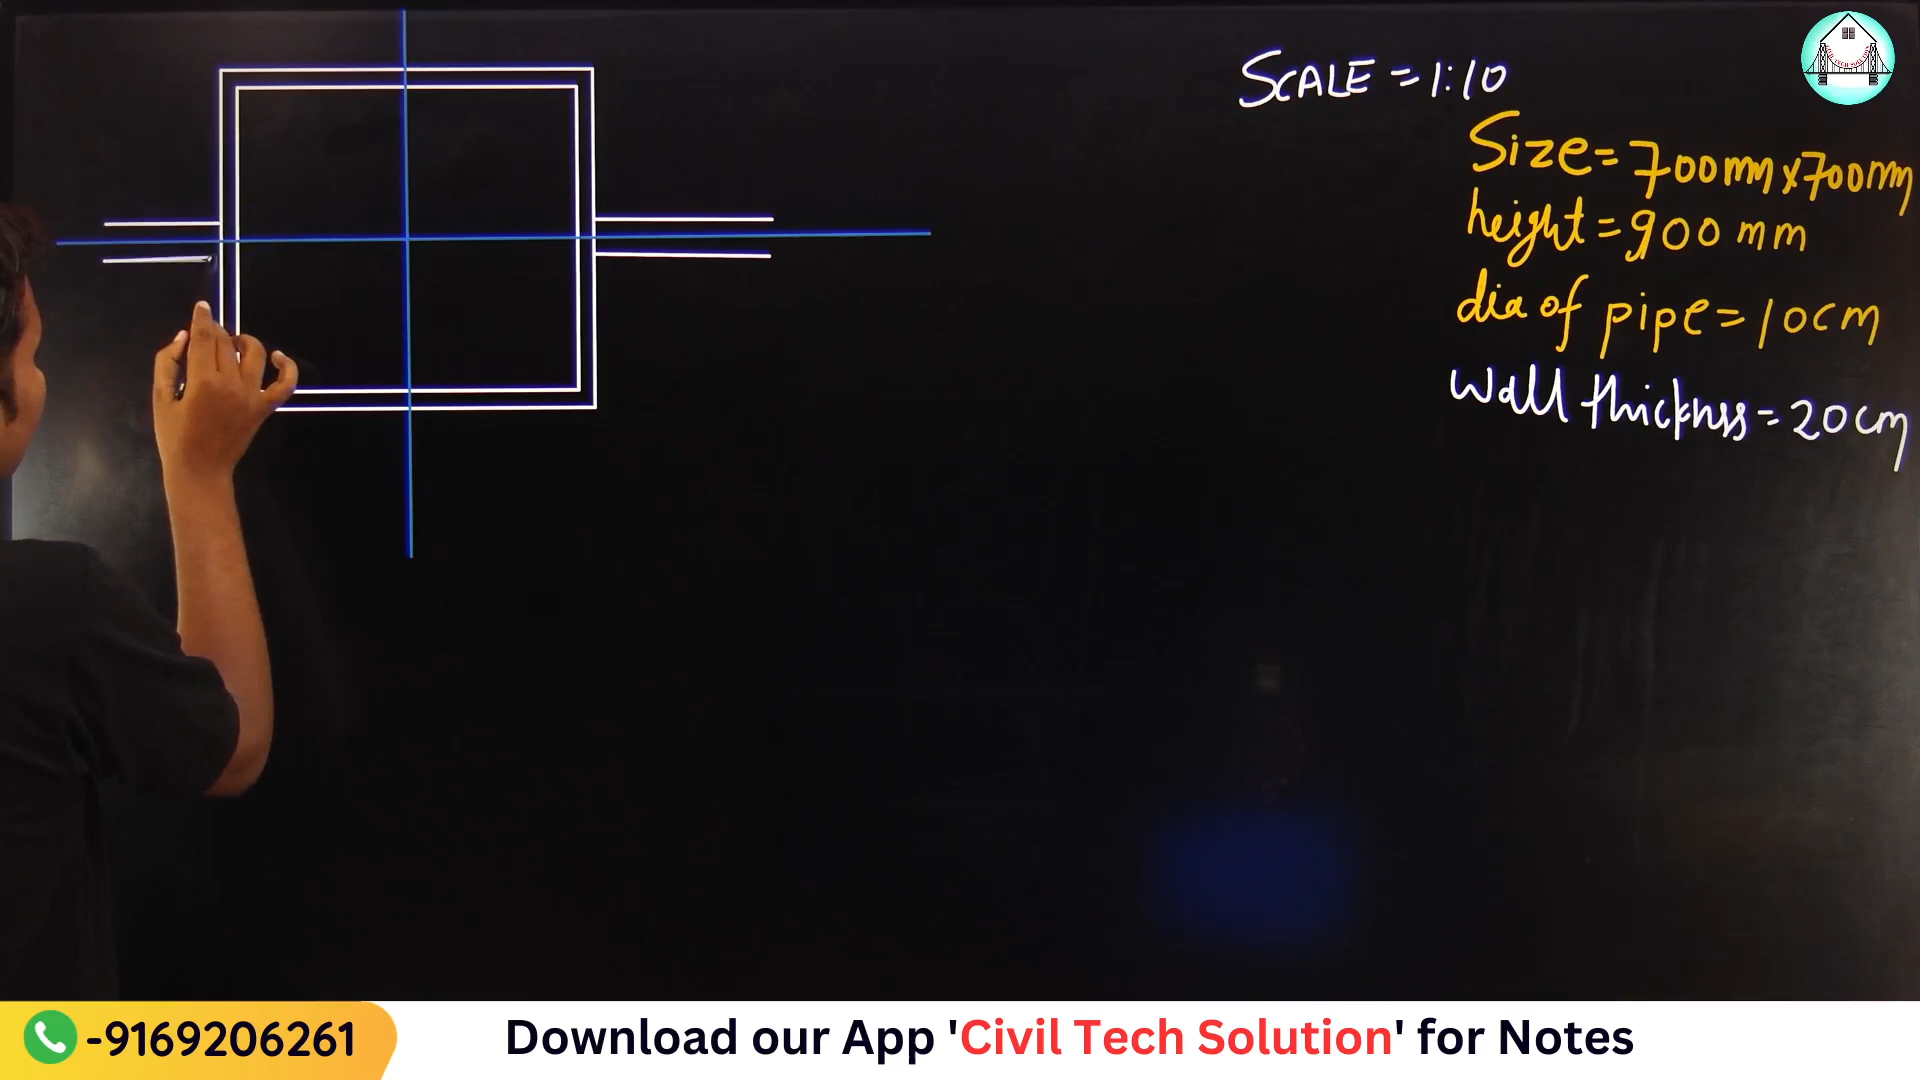 SCALE = 1:10
Size = 700mm x 700mm
height = 900 mm
dia of pipe = 10cm
Wall thicknss = 20cm
-9169206261
Download our App 'Civil Tech Solution' for Notes